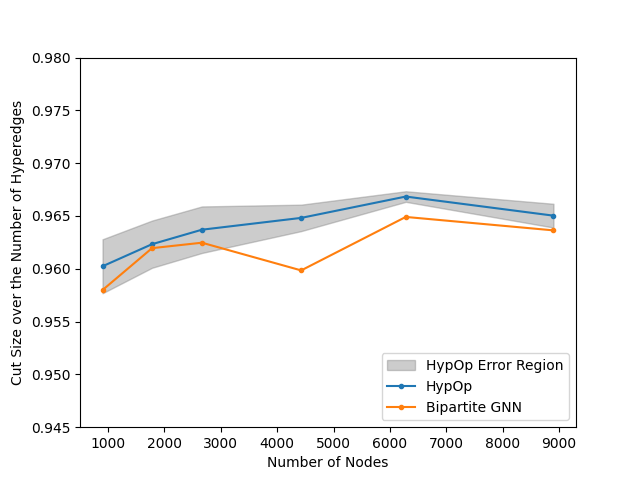 0.980
0.975
0.970
0.965
0.960
0.955
0.950
0.945
Cut Size over the Number of Hyperedges
HypOp Error Region
HypOp
Bipartite GNN
1000 2000 3000 4000 5000 6000 7000 8000 9000
Number of Nodes